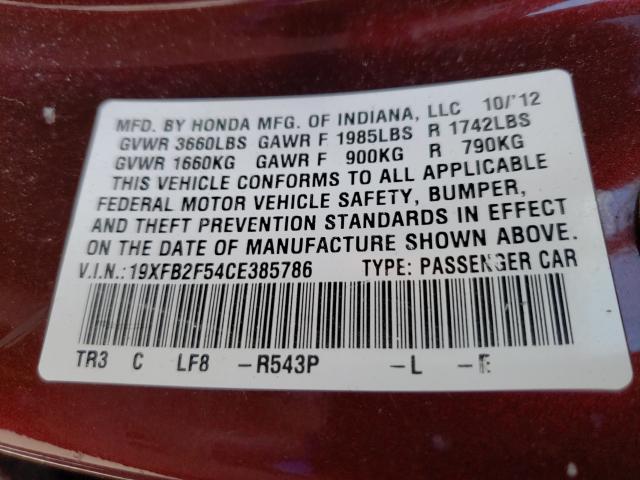 MFD. BY HONDA MFG. OF INDIANA, LLC 10/'12
GVWR 3660LBS GAWR F 1985LBS R 1742LBS
GVWR 1660KG GAWR F 900KG R 790KG
THIS VEHICLE CONFORMS TO ALL APPLICABLE
FEDERAL MOTOR VEHICLE SAFETY, BUMPER,
AND THEFT PREVENTION STANDARDS IN EFFECT
ON THE DATE OF MANUFACTURE SHOWN ABOVE.
V.I.N.:19XFB2F54CE385786 TYPE: PASSENGER CAR
TR3 C LF8 -R543P -L -E